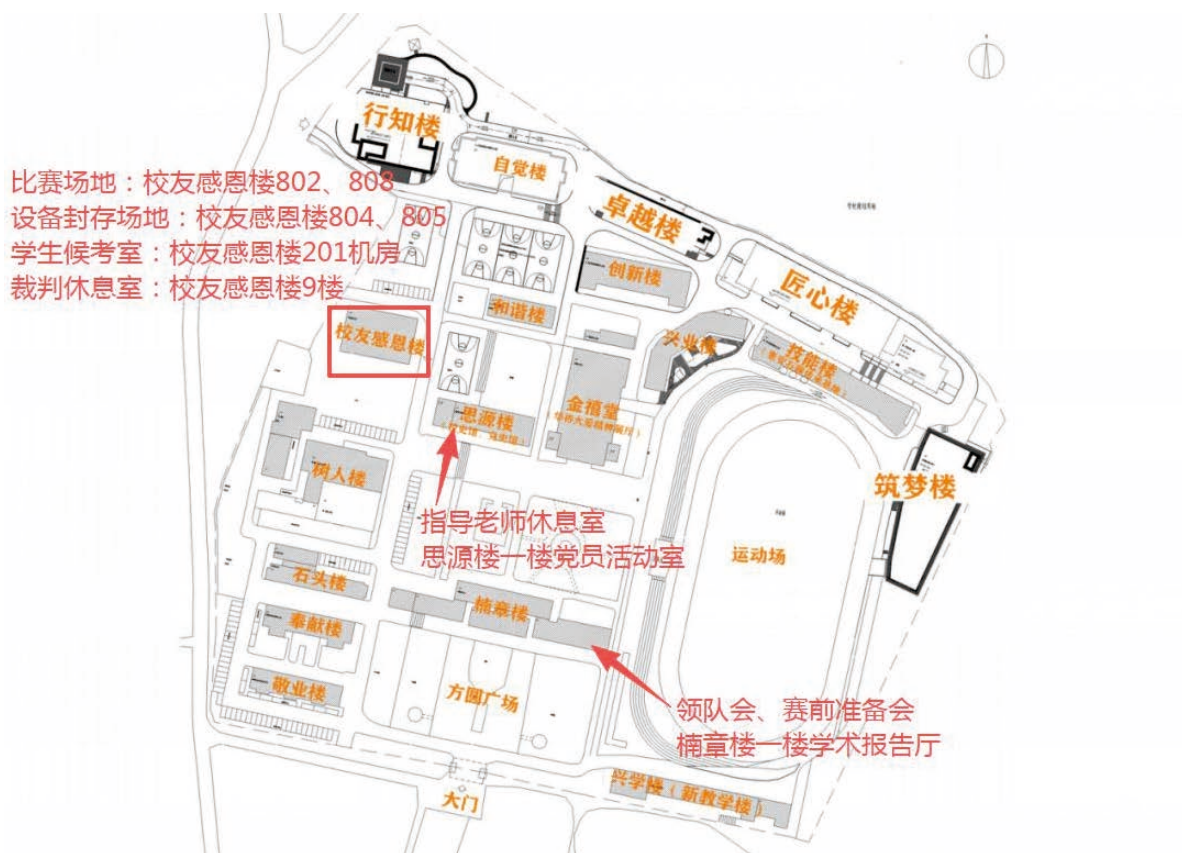 行知楼
自觉楼
比赛场地：校友感恩楼802、808
设备封存场地：校友感恩楼804、805
学生候考室：校友感恩楼201机房
裁判休息室：校友感恩楼9楼
卓越楼
创新楼
匠心楼
和谐楼
校友感恩楼
兴业楼
技能楼
金禧堂
思源楼
树人楼
筑梦楼
指导老师休息室
思源楼一楼党员活动室
运动场
石头楼
楠章楼
奉献楼
敬业楼
方圆广场
领队会、赛前准备会
楠章楼一楼学术报告厅
兴学楼（新教学楼）
大门